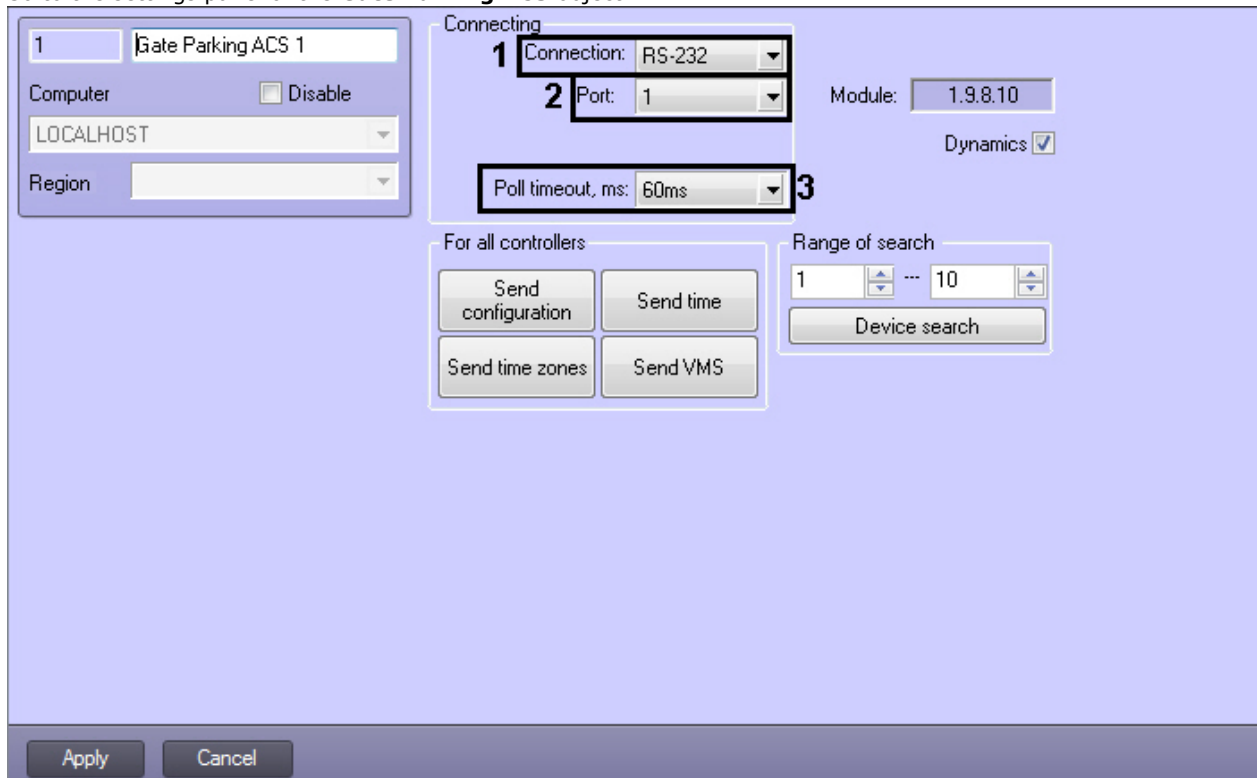 1 Gate Parking ACS 1
Computer Disable
LOCALHOST
Region
Connecting
1 Connection: RS-232
2 Port: 1
Poll timeout, ms: 60ms 3
Module: 1.9.8.10
Dynamics
For all controllers
Send configuration
Send time
Send time zones
Send VMS
Range of search
1 --- 10
Device search
Apply Cancel